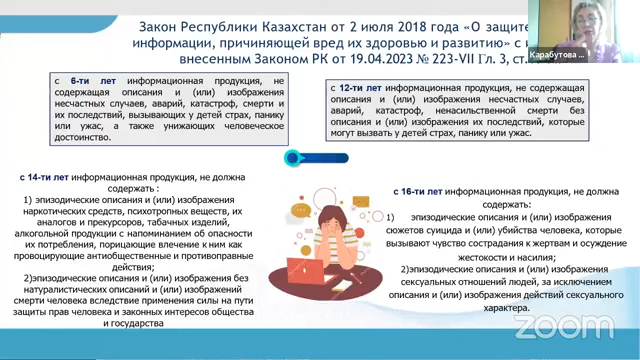 Закон Республики Казахстан от 2 июля 2018 года «О защите
информации, причиняющей вред их здоровью и развитию» с
внесенным Законом РК от 19.04.2023 № 223-VII Гл. 3, ст.
Карабутова
с 6-ти лет информационная продукция, не
содержащая описания и (или) изображения
несчастных случаев, аварий, катастроф, смерти и
их последствий, вызывающих у детей страх, панику
или ужас, а также унижающих человеческое
достоинство.
с 12-ти лет информационная продукция, не содержащая
описания и (или) изображения несчастных случаев,
аварий, катастроф, ненасильственной смерти без
описания и (или) изображения их последствий, которые
могут вызвать у детей страх, панику или ужас.
с 14-ти лет информационная продукция, не должна
содержать :
1) эпизодические описания и (или) изображения
наркотических средств, психотропных веществ, их
аналогов и прекурсоров, табачных изделий,
алкогольной продукции с напоминанием об опасности
их потребления, порицающие влечение к ним как
провоцирующие антиобщественные и противоправные
действия;
2)эпизодические описания и (или) изображения без
натуралистических описаний и (или) изображений
смерти человека вследствие применения силы на пути
защиты прав человека и законных интересов общества
и государства
с 16-ти лет информационная продукция, не должна
содержать:
1) эпизодические описания и (или) изображения
сюжетов суицида и (или) убийства человека, которые
вызывают чувство сострадания к жертвам и осуждение
жестокости и насилия;
2)эпизодические описания и (или) изображения
сексуальных отношений людей, за исключением
описания и (или) изображения действий сексуального
характера.
zoom